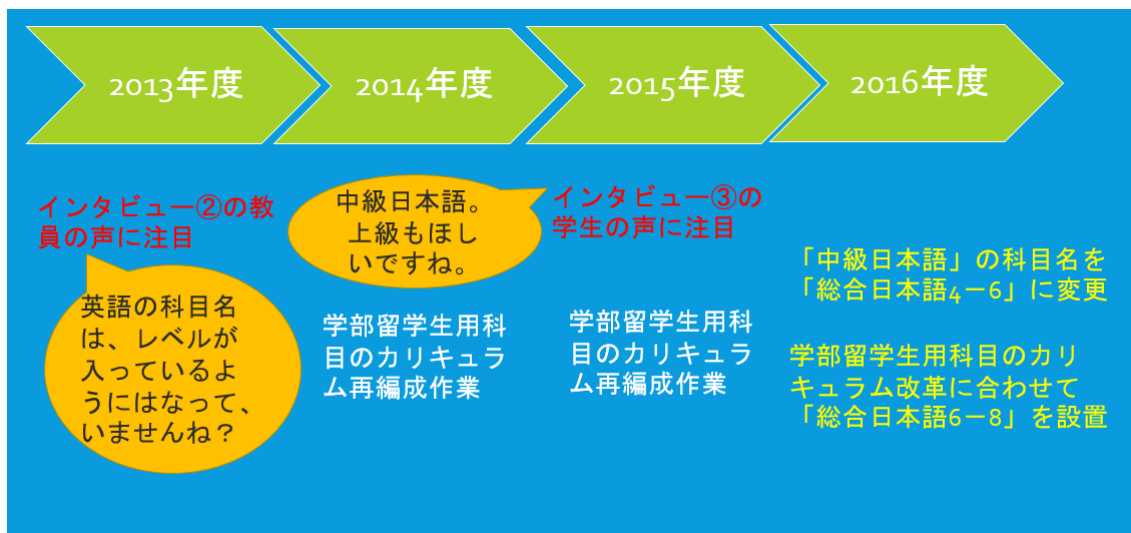 2013年度
2014年度
2015年度
2016年度
インタビュー②の教
員の声に注目
英語の科目名
は、レベルが
入っているよ
うにはなって、
いませんね？
中級日本語。
上級もほし
いですね。
学部留学生用科
目のカリキュラ
ム再編成作業
インタビュー③の
学生の声に注目
学部留学生用科
目のカリキュラ
ム再編成作業
「中級日本語」の科目名を
「総合日本語4－6」に変更
学部留学生用科目のカリ
キュラム改革に合わせて
「総合日本語6－8」を設置